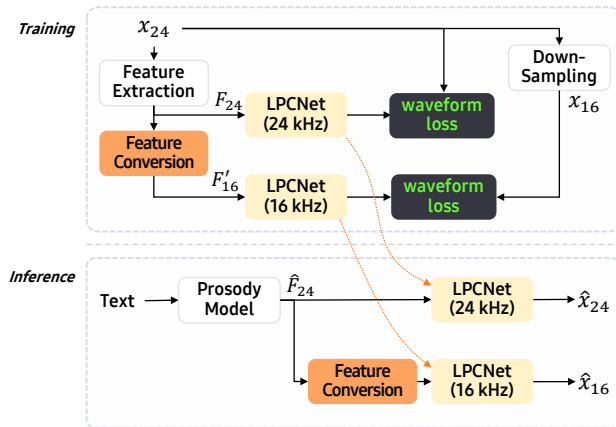 Training
x₂₄
Feature
Extraction
Down-
Sampling
F₂₄
LPCNet
(24 kHz)
waveform
loss
x₁₆
Feature
Conversion
F′₁₆
LPCNet
(16 kHz)
waveform
loss
Inference
Text
Prosody
Model
F̂₂₄
LPCNet
(24 kHz)
x̂₂₄
Feature
Conversion
LPCNet
(16 kHz)
x̂₁₆